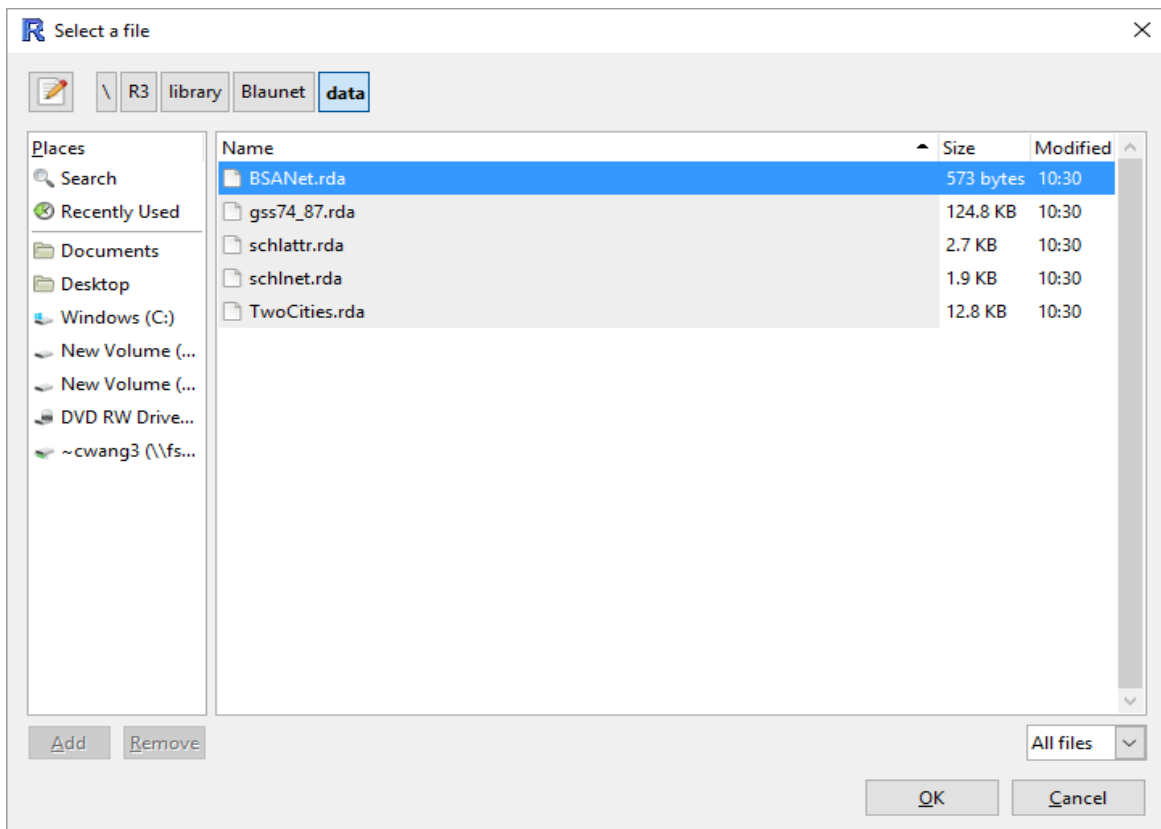 Select a file
\ R3 library Blaunet data
Places
Search
Recently Used
Documents
Desktop
Windows (C:)
New Volume (...
New Volume (...
DVD RW Drive...
~cwang3 (\\fs...
Name Size Modified
BSANet.rda 573 bytes 10:30
gss74_87.rda 124.8 KB 10:30
schlattr.rda 2.7 KB 10:30
schlnet.rda 1.9 KB 10:30
TwoCities.rda 12.8 KB 10:30
Add Remove All files
OK Cancel